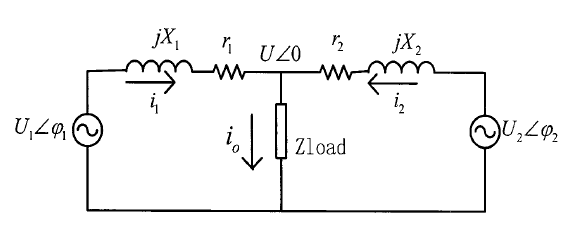 jX₁ r₁ U∠0 r₂ jX₂
i₁ i₂
U₁∠φ₁ iₒ Zload U₂∠φ₂